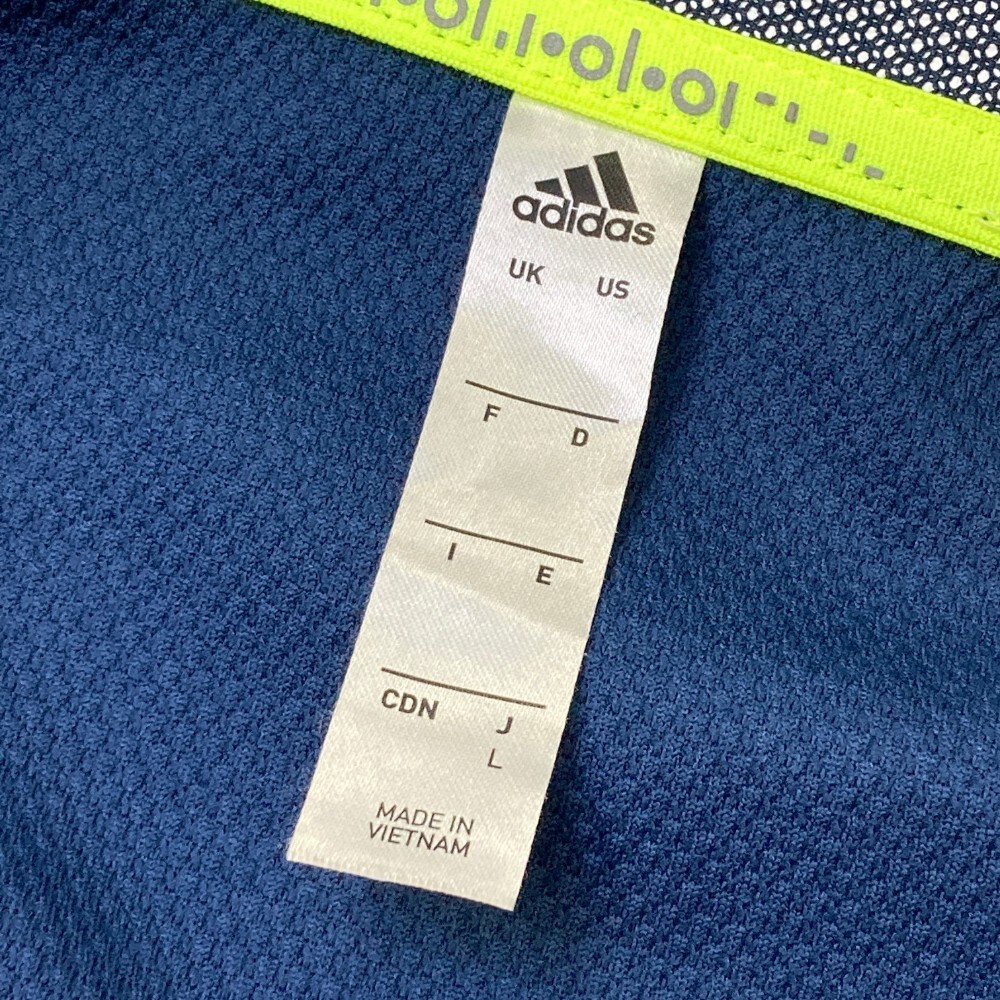 adidas
UK US
F D
I E
CDN J
L
MADE IN
VIETNAM